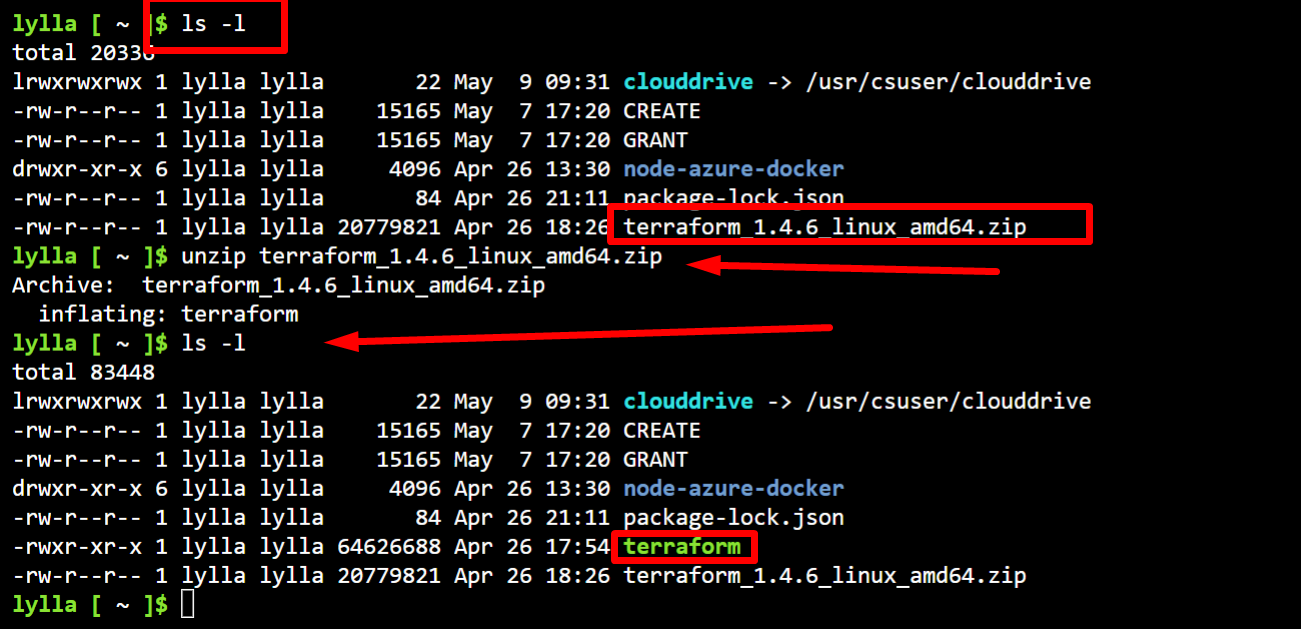 lylla [ ~ ]$ ls -l
total 20336
lrwxrwxrwx 1 lylla lylla       22 May  9 09:31 clouddrive -> /usr/csuser/clouddrive
-rw-r--r-- 1 lylla lylla    15165 May  7 17:20 CREATE
-rw-r--r-- 1 lylla lylla    15165 May  7 17:20 GRANT
drwxr-xr-x 6 lylla lylla     4096 Apr 26 13:30 node-azure-docker
-rw-r--r-- 1 lylla lylla       84 Apr 26 21:11 package-lock.json
-rw-r--r-- 1 lylla lylla 20779821 Apr 26 18:26 terraform_1.4.6_linux_amd64.zip
lylla [ ~ ]$ unzip terraform_1.4.6_linux_amd64.zip
Archive:  terraform_1.4.6_linux_amd64.zip
  inflating: terraform
lylla [ ~ ]$ ls -l
total 83448
lrwxrwxrwx 1 lylla lylla       22 May  9 09:31 clouddrive -> /usr/csuser/clouddrive
-rw-r--r-- 1 lylla lylla    15165 May  7 17:20 CREATE
-rw-r--r-- 1 lylla lylla    15165 May  7 17:20 GRANT
drwxr-xr-x 6 lylla lylla     4096 Apr 26 13:30 node-azure-docker
-rw-r--r-- 1 lylla lylla       84 Apr 26 21:11 package-lock.json
-rwxr-xr-x 1 lylla lylla 64626688 Apr 26 17:54 terraform
-rw-r--r-- 1 lylla lylla 20779821 Apr 26 18:26 terraform_1.4.6_linux_amd64.zip
lylla [ ~ ]$